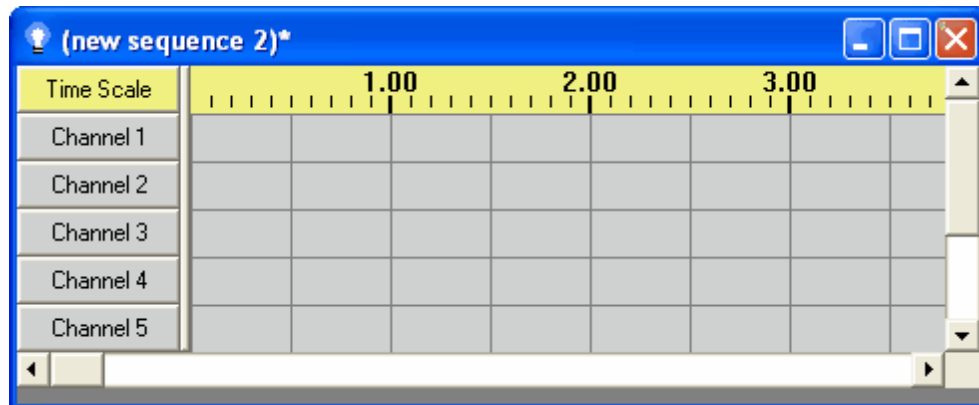 (new sequence 2)*
Time Scale 1.00 2.00 3.00
Channel 1
Channel 2
Channel 3
Channel 4
Channel 5